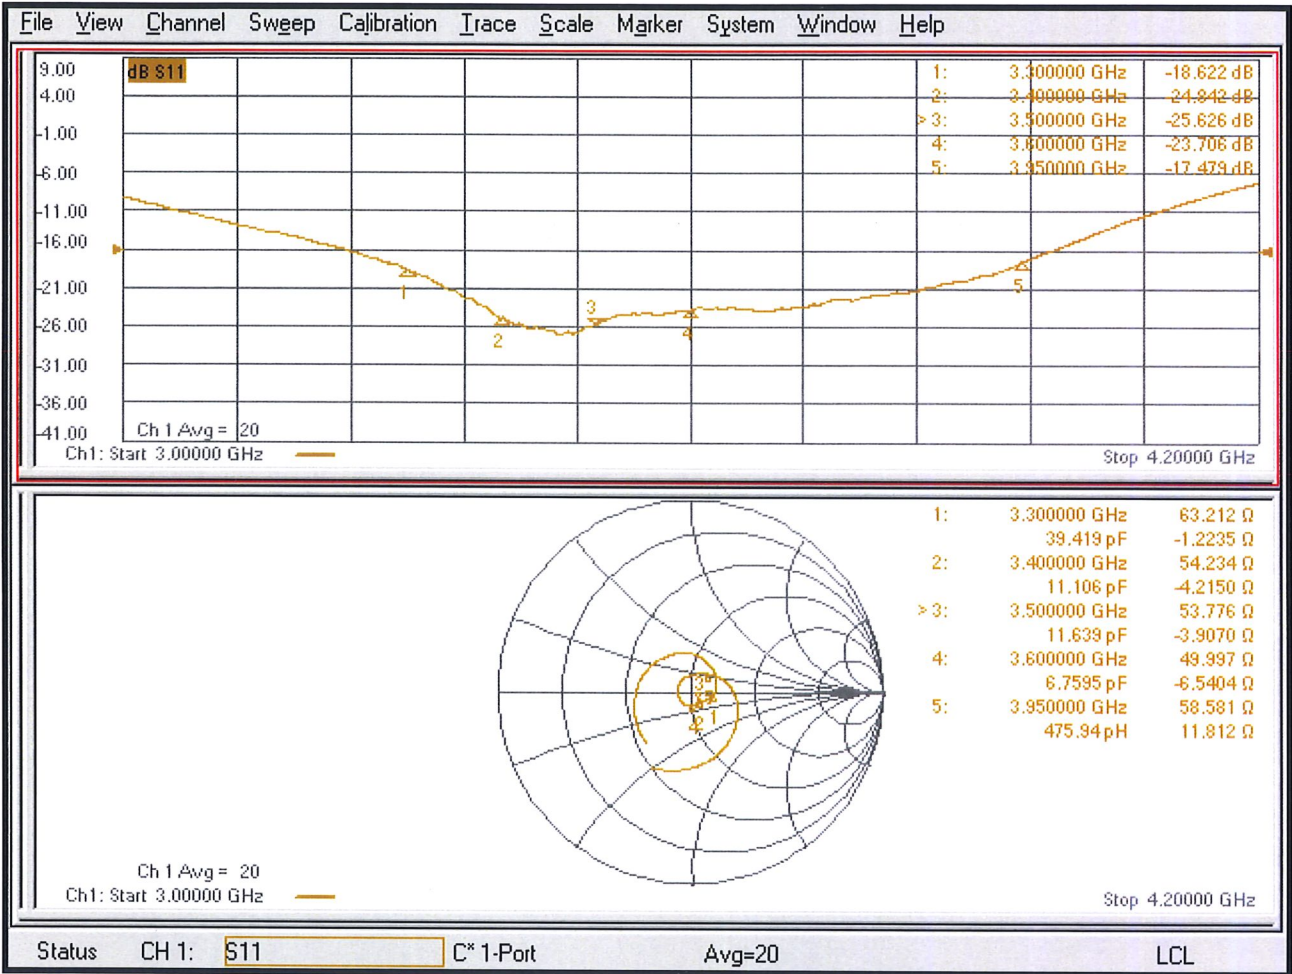 File View Channel Sweep Calibration Trace Scale Marker System Window Help
9.00
4.00
-1.00
-6.00
-11.00
-16.00
-21.00
-26.00
-31.00
-36.00
-41.00
dB S11
1: 3.300000 GHz -18.622 dB
2: 3.400000 GHz -24.842 dB
> 3: 3.500000 GHz -25.626 dB
4: 3.600000 GHz -23.706 dB
5: 3.950000 GHz -17.479 dB
1
2
3
4
5
Ch 1 Avg = 20
Ch1: Start 3.00000 GHz
Stop 4.20000 GHz
1: 3.300000 GHz 63.212 Ω
39.419 pF -1.2235 Ω
2: 3.400000 GHz 54.234 Ω
11.106 pF -4.2150 Ω
> 3: 3.500000 GHz 53.776 Ω
11.639 pF -3.9070 Ω
4: 3.600000 GHz 49.997 Ω
6.7595 pF -6.5404 Ω
5: 3.950000 GHz 58.581 Ω
475.94 pH 11.812 Ω
3
1
2
Ch 1 Avg = 20
Ch1: Start 3.00000 GHz
Stop 4.20000 GHz
Status CH 1: S11 C* 1-Port Avg=20 LCL